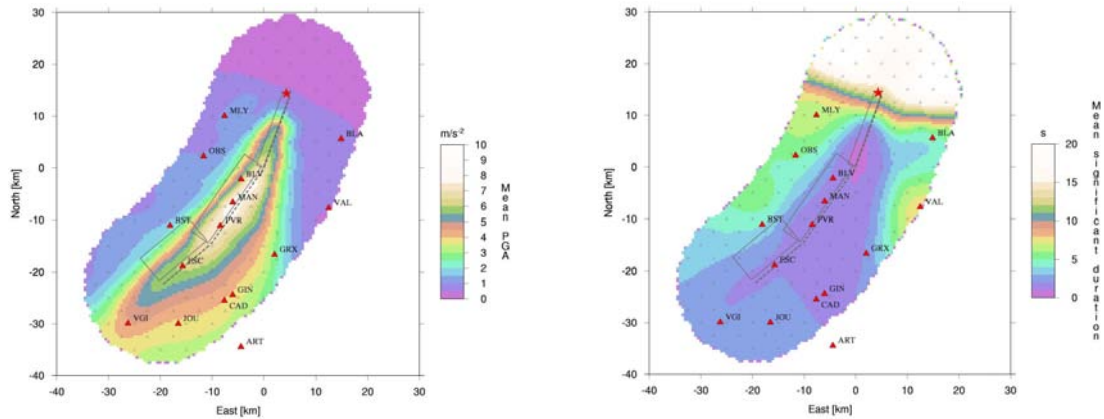 30
20
10
0
-10
-20
-30
-40
North [km]
-40 -30 -20 -10 0 10 20 30
East [km]
MLY
BLA
OBS
BLV
MAN
VAL
RST
PVR
GRX
ESC
GIN
CAD
VGI
JOU
ART
m/s-2
10
9
8
7
6
5
4
3
2
1
0
Mean PGA
30
20
10
0
-10
-20
-30
-40
North [km]
-40 -30 -20 -10 0 10 20 30
East [km]
MLY
BLA
OBS
BLV
MAN
VAL
RST
PVR
GRX
ESC
GIN
CAD
VGI
JOU
ART
s
20
15
10
5
0
Mean significant duration